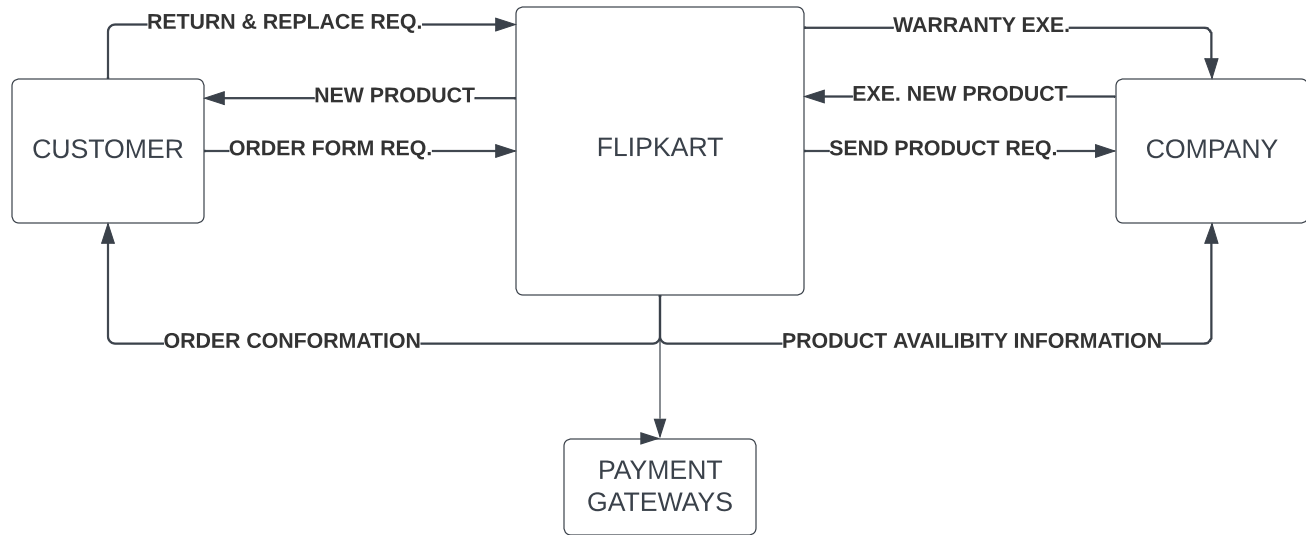 RETURN & REPLACE REQ.
WARRANTY EXE.
NEW PRODUCT
EXE. NEW PRODUCT
CUSTOMER
ORDER FORM REQ.
FLIPKART
SEND PRODUCT REQ.
COMPANY
ORDER CONFORMATION
PRODUCT AVAILIBITY INFORMATION
PAYMENT
GATEWAYS